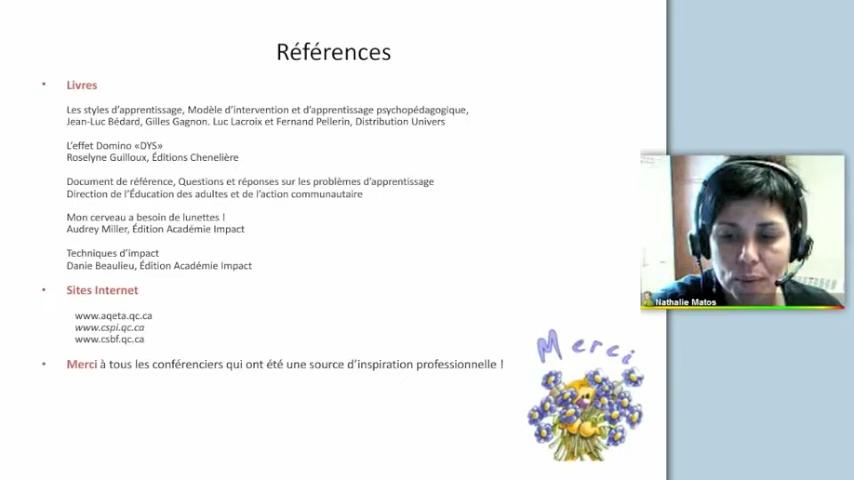 Références
Livres
Les styles d'apprentissage, Modèle d'intervention et d'apprentissage psychopédagogique,
Jean-Luc Bédard, Gilles Gagnon. Luc Lacroix et Fernand Pellerin, Distribution Univers
L'effet Domino «DYS»
Roselyne Guilloux, Éditions Chenelière
Document de référence, Questions et réponses sur les problèmes d'apprentissage
Direction de l'Éducation des adultes et de l'action communautaire
Mon cerveau a besoin de lunettes !
Audrey Miller, Édition Académie Impact
Techniques d'impact
Danie Beaulieu, Édition Académie Impact
Sites Internet
www.aqeta.qc.ca
www.cspi.qc.ca
www.csbf.qc.ca
Merci à tous les conférenciers qui ont été une source d'inspiration professionnelle !
Merci
Nathalie Matos